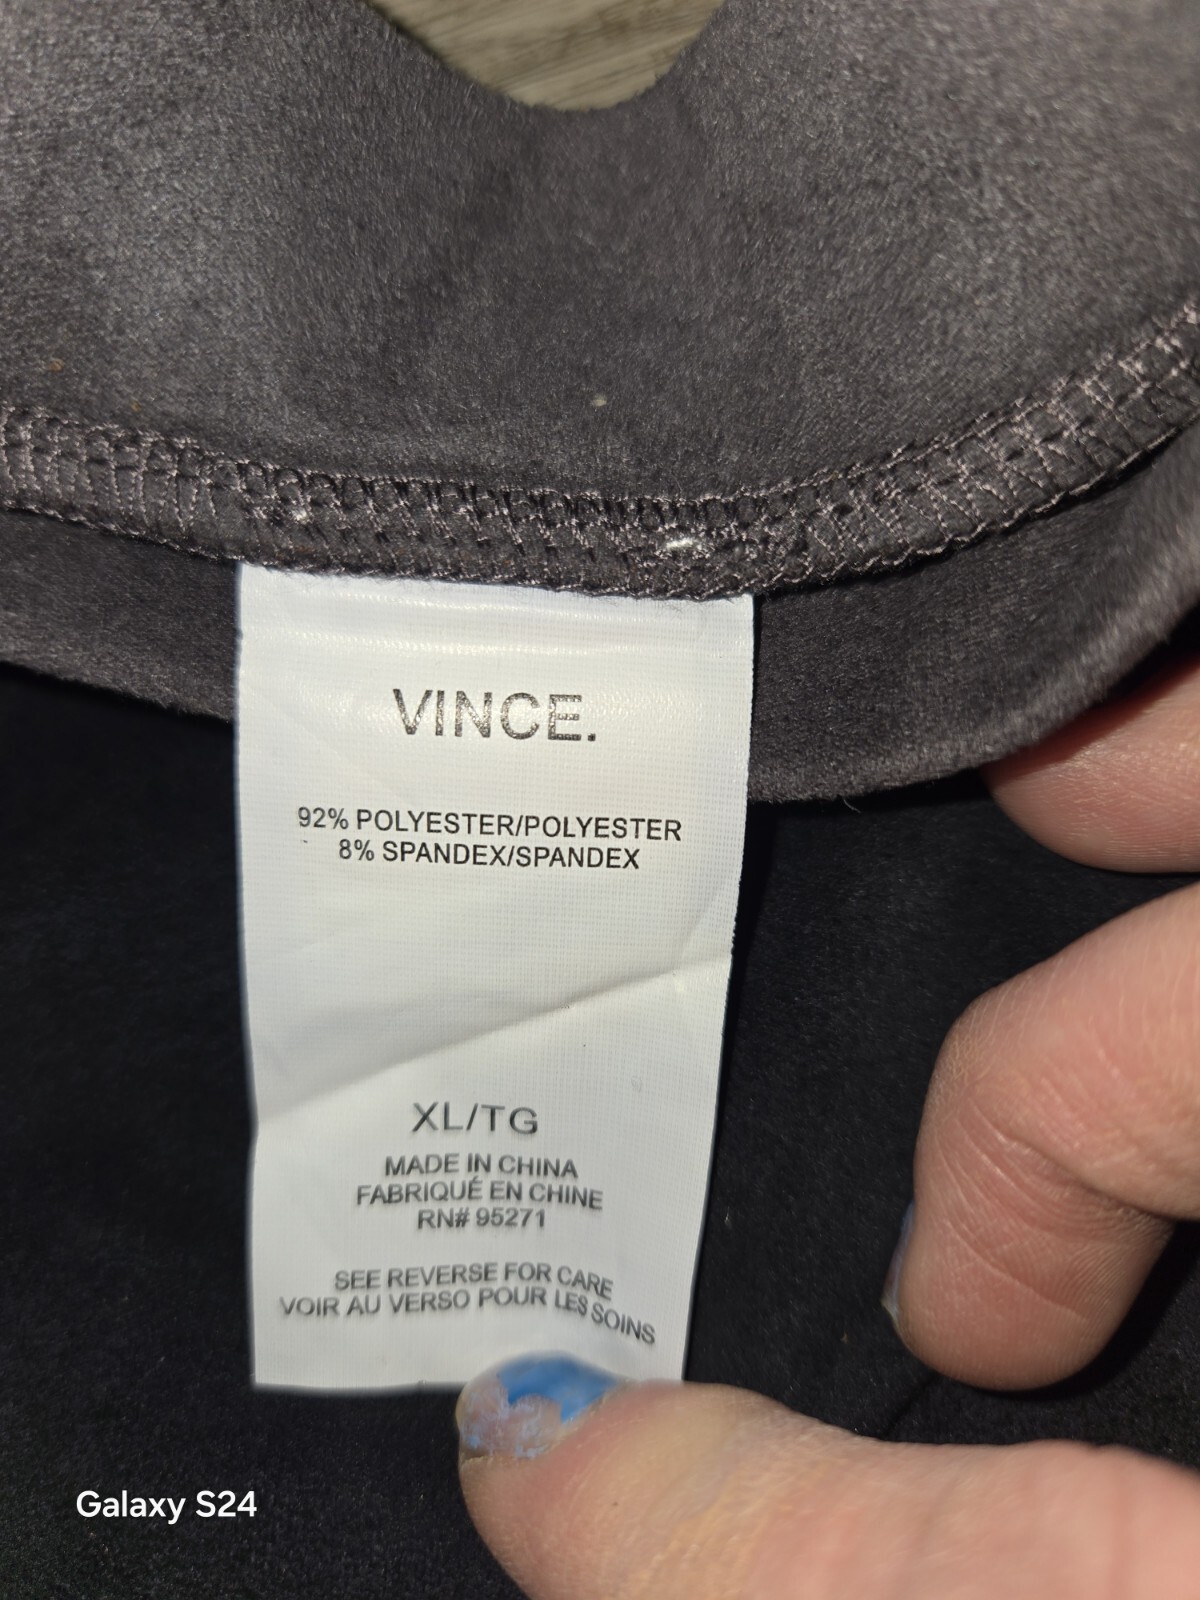 VINCE.
92% POLYESTER/POLYESTER
8% SPANDEX/SPANDEX
XL/TG
MADE IN CHINA
FABRIQUÉ EN CHINE
RN# 95271
SEE REVERSE FOR CARE
VOIR AU VERSO POUR LES SOINS
Galaxy S24